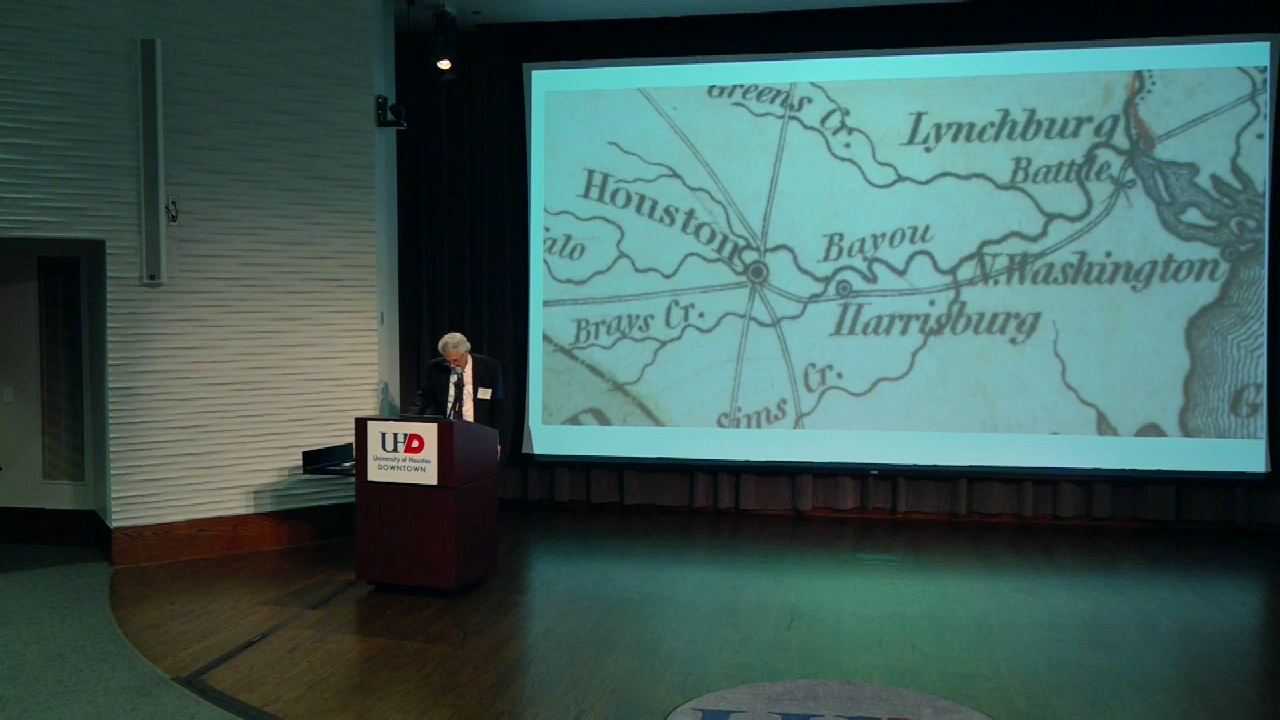 Greens Cr.
Lynchburg
Battle
Houston
Bayou
alo
N. Washington
Brays Cr.
Harrisburg
Sims Cr.
G
UHD
University of Houston
DOWNTOWN